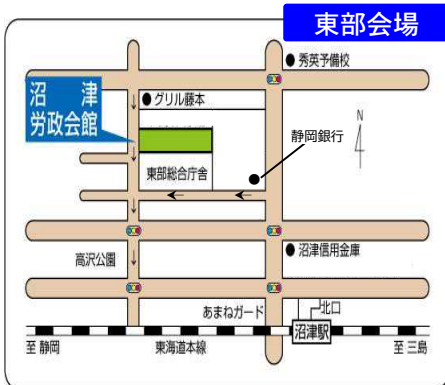 東部会場
秀英予備校
沼津
労政会館
グリル藤本
N
静岡銀行
東部総合庁舎
高沢公園
沼津信用金庫
あまねガード
北口
沼津駅
至 静岡
東海道本線
至 三島